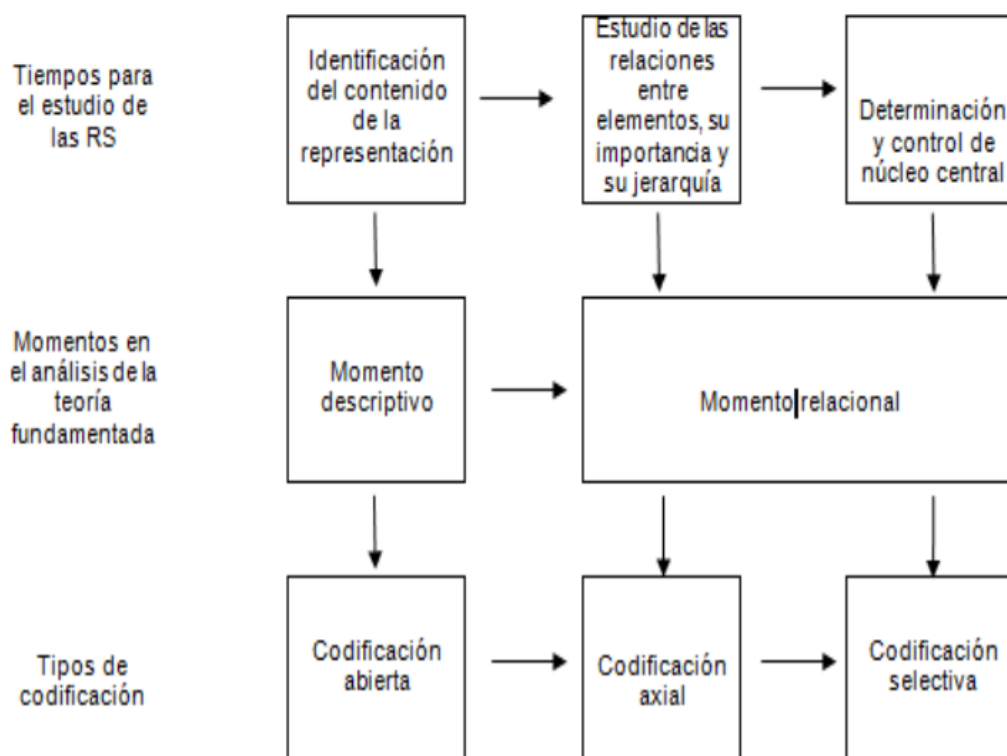 Tiempos para
el estudio de
las RS
Identificación
del contenido
de la
representación
Estudio de las
relaciones
entre
elementos, su
importancia y
su jerarquía
Determinación
y control de
núcleo central
Momentos en
el análisis de la
teoría
fundamentada
Momento
descriptivo
Momento relacional
Tipos de
codificación
Codificación
abierta
Codificación
axial
Codificación
selectiva